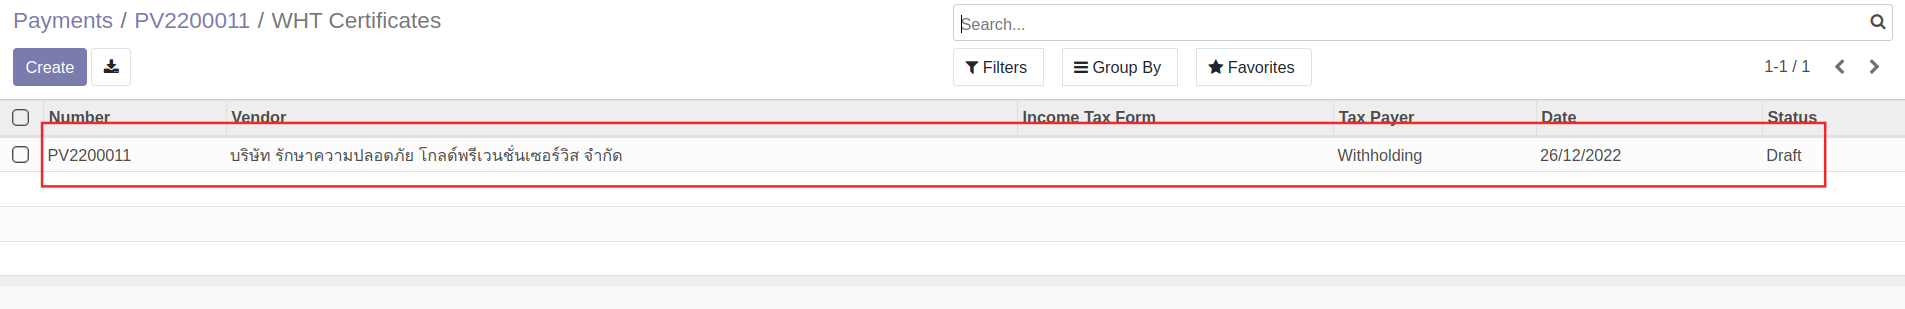 Payments / PV2200011 / WHT Certificates
Search...
Create
Filters
Group By
Favorites
1-1 / 1
Number Vendor Income Tax Form Tax Payer Date Status
PV2200011 บริษัท รักษาความปลอดภัย โกลด์พรีเวนชั่นเซอร์วิส จำกัด Withholding 26/12/2022 Draft